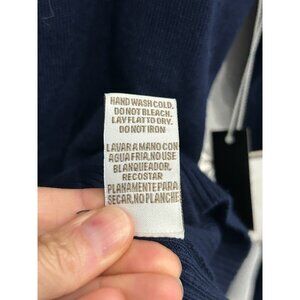 HAND WASH COLD.
DO NOT BLEACH.
LAY FLAT TO DRY.
DO NOT IRON
LAVAR A MANO CON
AGUA FRIA.NO USE
BLANQUEADOR.
RECOSTAR
PLANAMENTE PARA
SECAR.NO PLANCHE